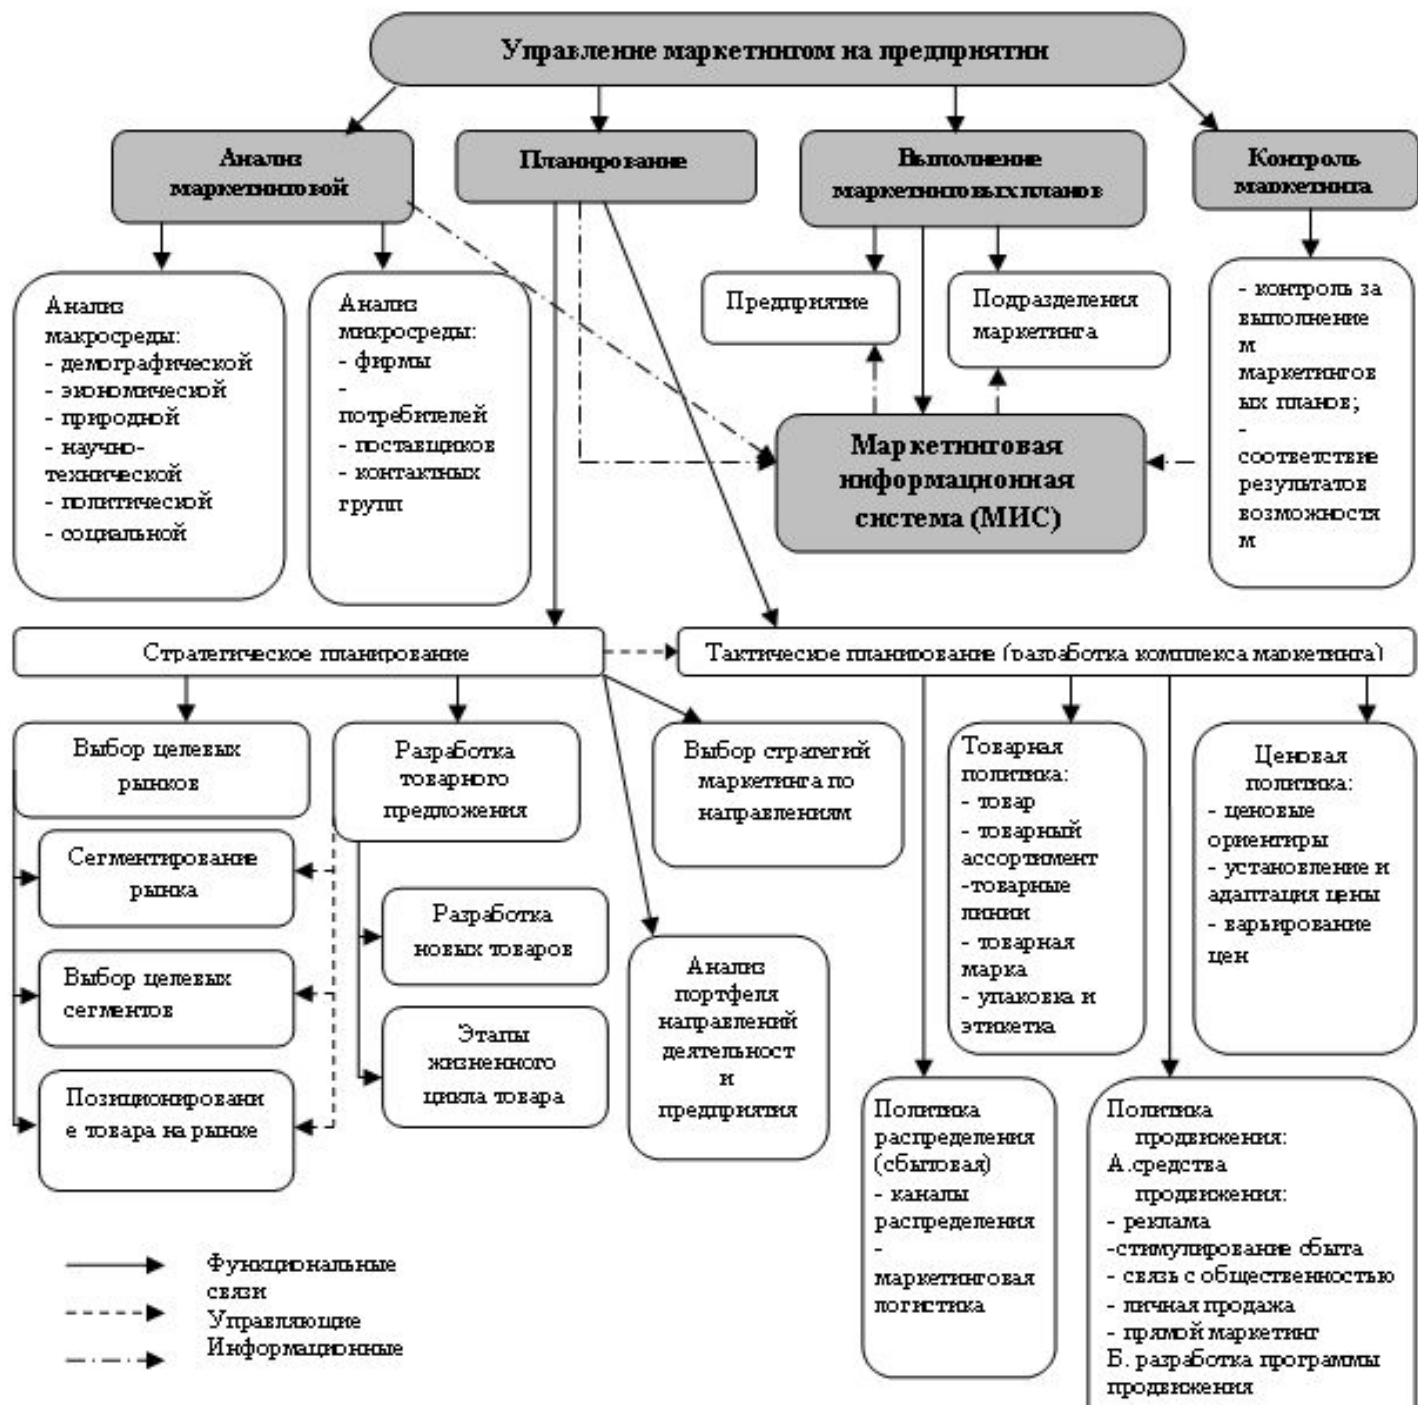 Управление маркетингом на предприятии
Анализ
маркетинговой
Планирование
Выполнение
маркетинговых планов
Контроль
маркетинга
Анализ
макросреды:
- демографической
- экономической
- природной
- научно-
технической
- политической
- социальной
Анализ
микросреды:
- фирмы
-
потребителей
- поставщиков
- контактных
групп
Предприятие
Подразделения
маркетинга
- контроль за
выполнение
м
маркетингов
ых планов;
-
соответствие
результатов
возможностя
м
Маркетинговая
информационная
система (МИС)
Стратегическое планирование
Тактическое планирование (разработка комплекса маркетинга)
Выбор целевых
рынков
Разработка
товарного
предложения
Выбор стратегий
маркетинга по
направлениям
Товарная
политика:
- товар
- товарный
ассортимент
-товарные
линии
- товарная
марка
- упаковка и
этикетка
Ценовая
политика:
- ценовые
ориентиры
- установление и
адаптация цены
- варьирование
цен
Сегментирование
рынка
Выбор целевых
сегментов
Позиционировани
е товара на рынке
Разработка
новых товаров
Этапы
жизненного
цикла товара
Анализ
портфеля
направлений
деятельност
и
предприятия
Политика
распределения
(сбытовая)
- каналы
распределения
-
маркетинговая
логистика
Политика
продвижения:
А.средства
продвижения:
- реклама
-стимулирование сбыта
- связь с общественностью
- личная продажа
- прямой маркетинг
Б. разработка программы
продвижения
Функциональные
связи
Управляющие
Информационные